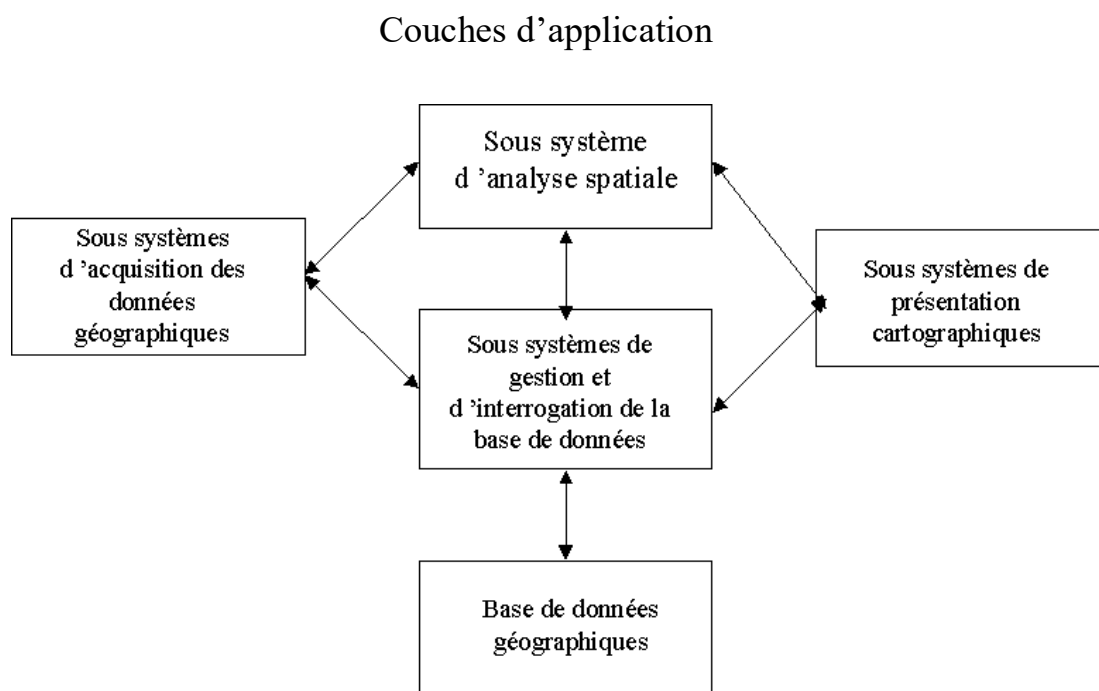 Couches d’application
Sous système
d ’analyse spatiale
Sous systèmes
d ’acquisition des
données
géographiques
Sous systèmes de
gestion et
d ’interrogation de la
base de données
Sous systèmes de
présentation
cartographiques
Base de données
géographiques